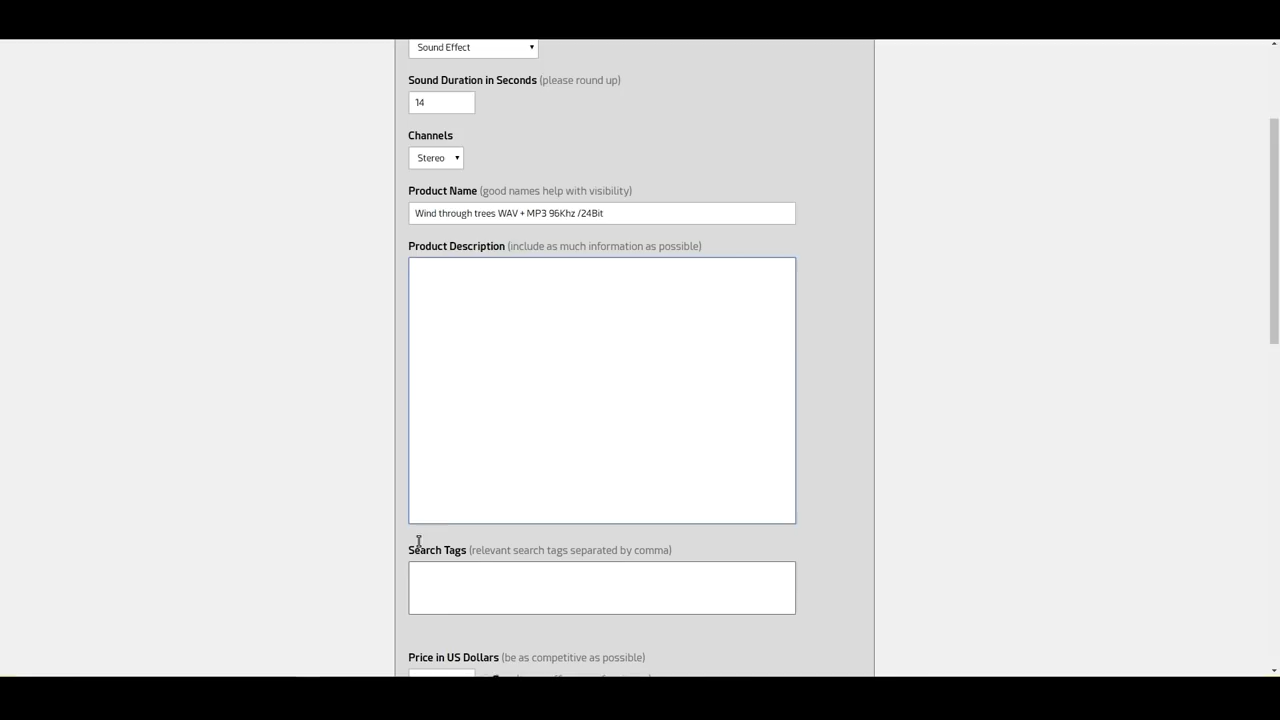 Sound Effect
Sound Duration in Seconds (please round up)
14
Channels
Stereo
Product Name (good names help with visibility)
Wind through trees WAV + MP3 96Khz /24Bit
Product Description (include as much information as possible)
Search Tags (relevant search tags separated by comma)
Price in US Dollars (be as competitive as possible)